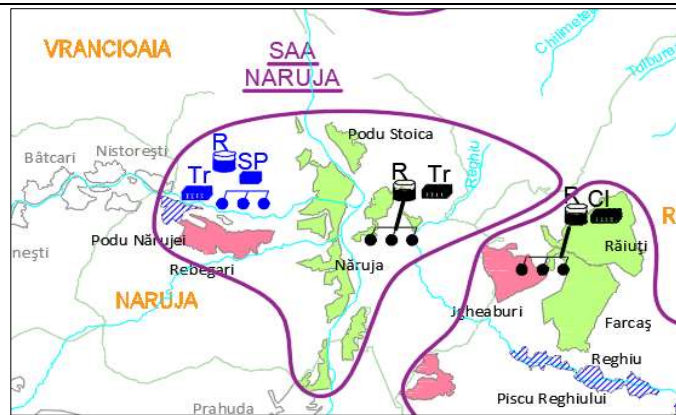 VRANCIOAIA
SAA
NARUJA
Chilimetea
Tulburea
Podu Stoica
R
SP
Tr
Nistorești
Bâtcari
R
Tr
Reghiu
R
Cl
Răiuți
Podu Nărujei
nești
Rebegari
Năruja
NARUJA
Jgheaburi
Farcaș
Reghiu
Prahuda
Piscu Reghiului
R